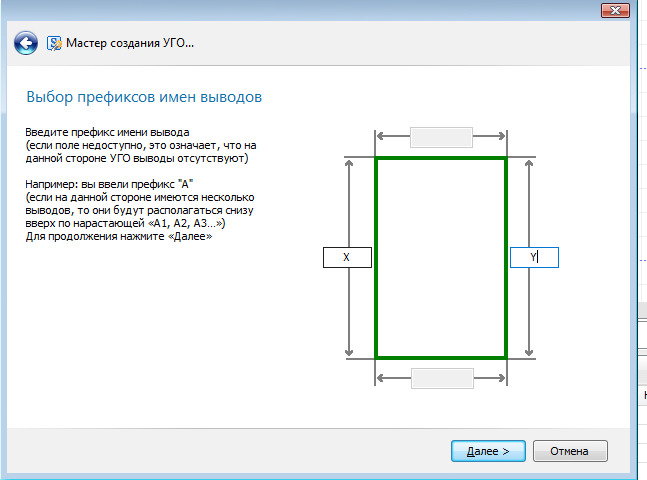 Мастер создания УГО...
Выбор префиксов имен выводов
Введите префикс имени вывода
(если поле недоступно, это означает, что на
данной стороне УГО выводы отсутствуют)
Например: вы ввели префикс "А"
(если на данной стороне имеются несколько
выводов, то они будут располагаться снизу
вверх по нарастающей «А1, А2, А3...»)
Для продолжения нажмите «Далее»
X
Y
Далее >
Отмена